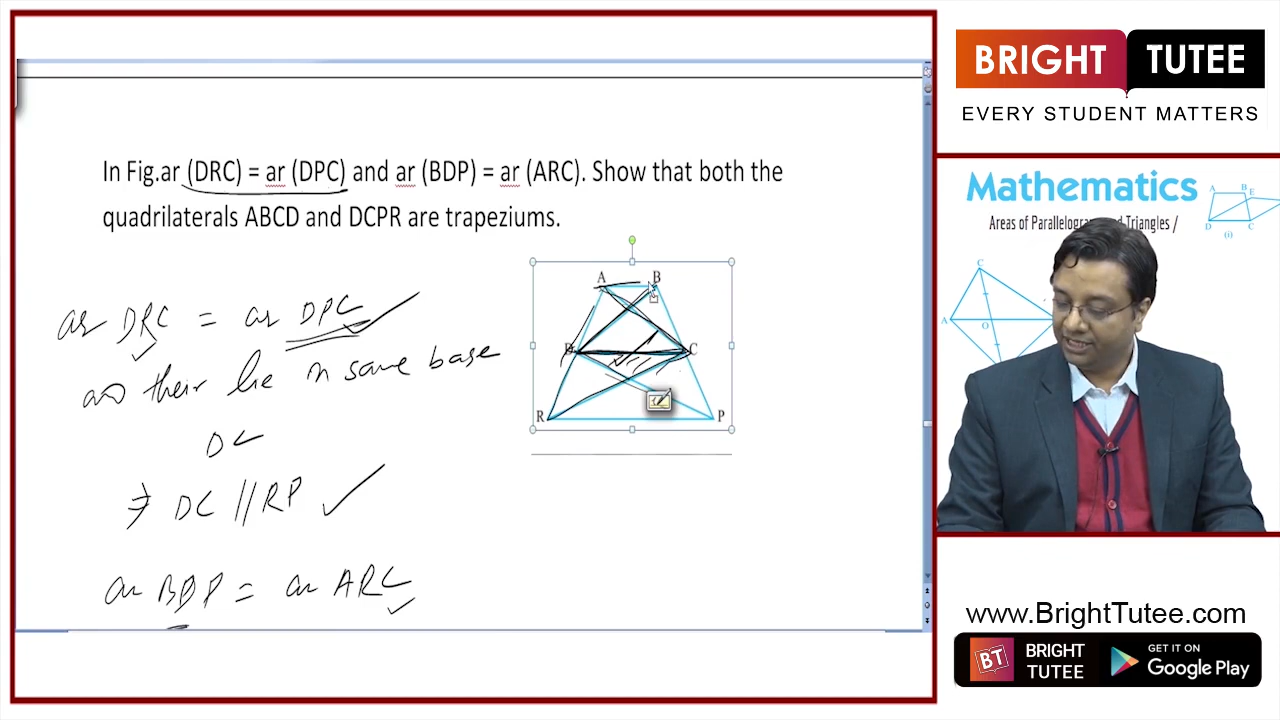 In Fig.ar (DRC) = ar (DPC) and ar (BDP) = ar (ARC). Show that both the
quadrilaterals ABCD and DCPR are trapeziums.
A B
D C
R P
ar DRC = ar DPC
their lie n same base
DC
⇒ DC // RP ✓
ar BDP = ar ARC
BRIGHT TUTEE
EVERY STUDENT MATTERS
Mathematics
Areas of Parallelograms and Triangles /
A B E
D C
(i)
C
A O
www.BrightTutee.com
BT BRIGHT TUTEE
GET IT ON
Google Play